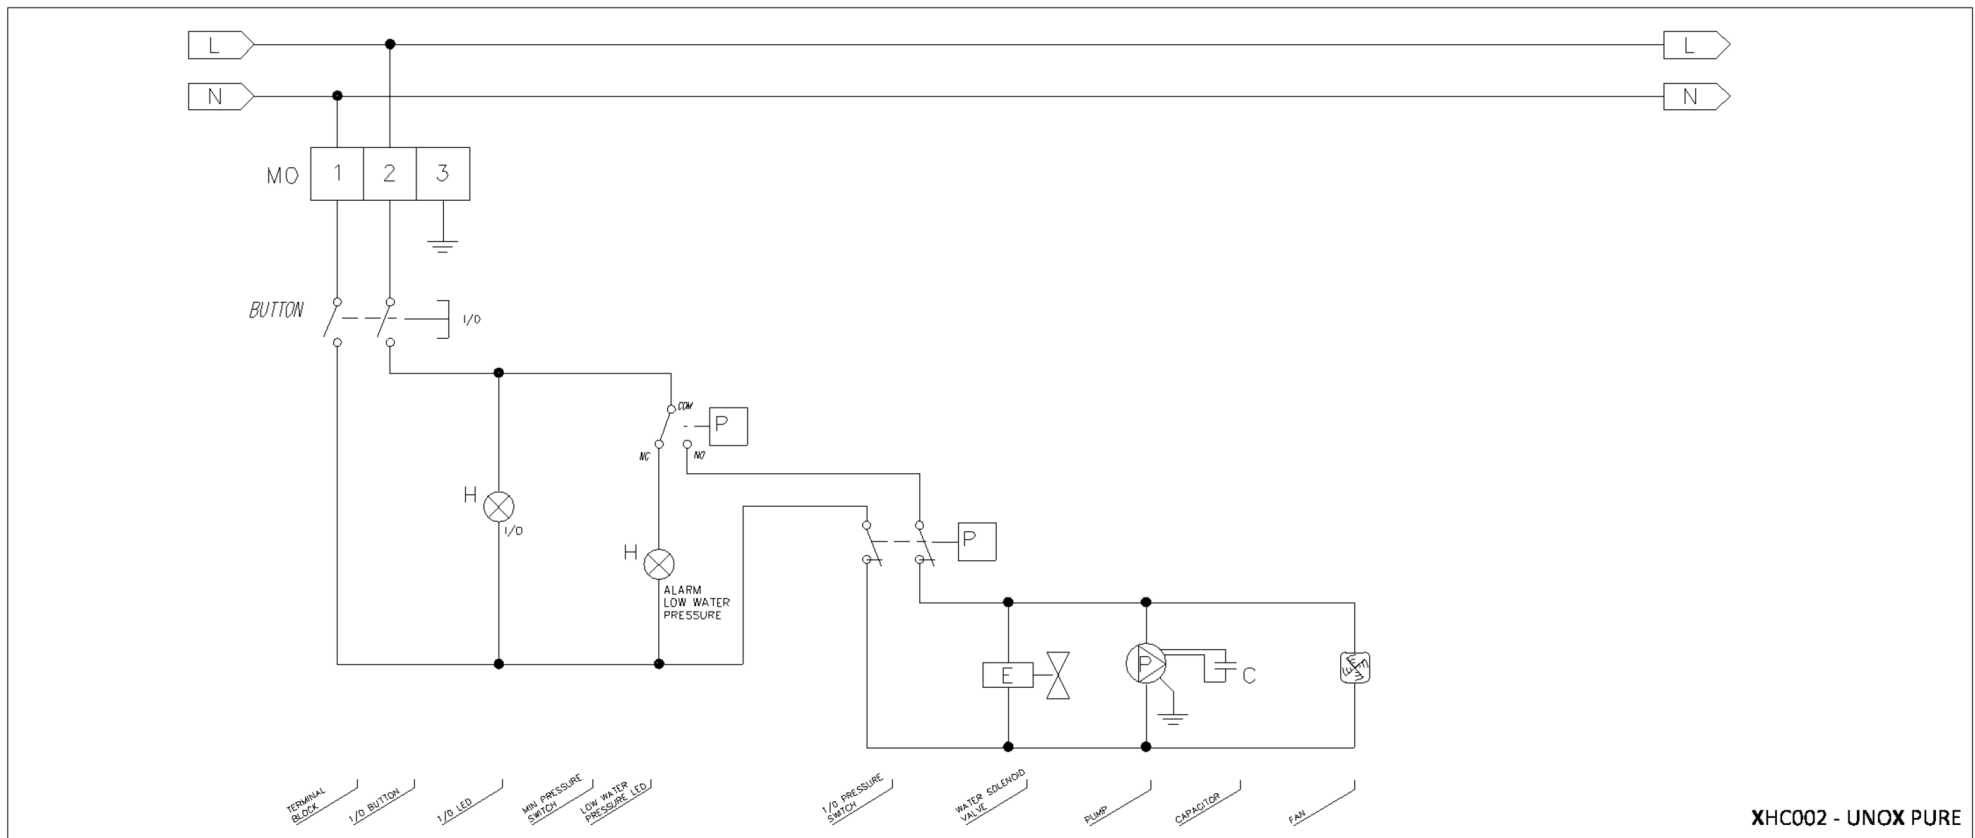 L
L
N
N
MO
1
2
3
BUTTON
I/O
COM
P
NC
NO
H
I/O
P
H
ALARM
LOW WATER
PRESSURE
E
P
C
TERMINAL
BLOCK
I/O BUTTON
I/O LED
MIN PRESSURE
SWITCH
LOW WATER
PRESSURE LED
I/O PRESSURE
SWITCH
WATER SOLENOID
VALVE
PUMP
CAPACITOR
FAN
XHC002 - UNOX PURE